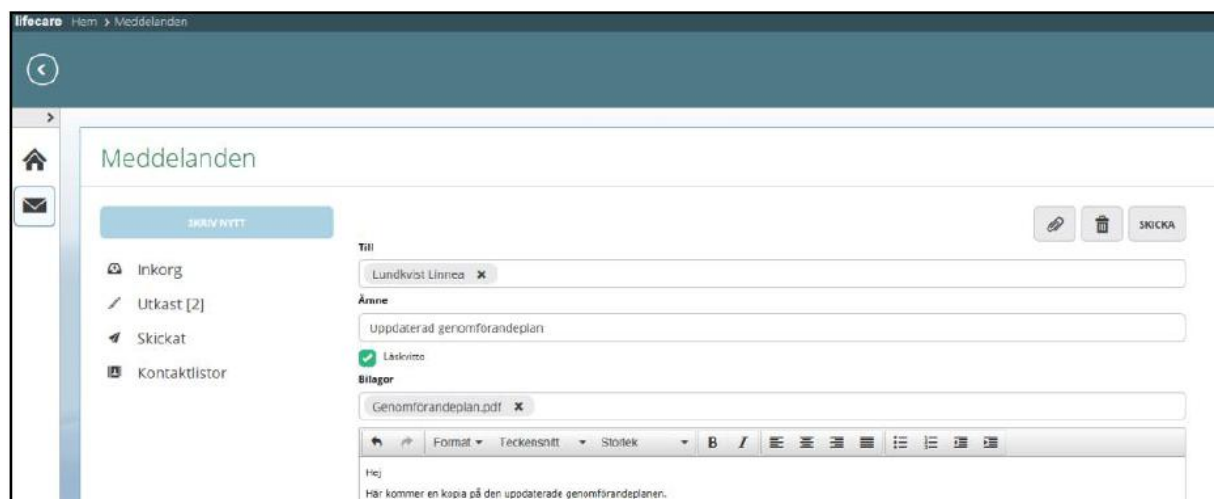 lifecare Hem > Meddelanden
Meddelanden
SKRIV NYTT
SKICKA
Till
Inkorg
Lundkvist Linnea
Utkast [2]
Ämne
Uppdaterad genomförandeplan
Skickat
Läskvitto
Kontaktlistor
Bilagor
Genomförandeplan.pdf
Format Teckensnitt Storlek B I
Hej
Här kommer en kopia på den uppdaterade genomförandeplanen.